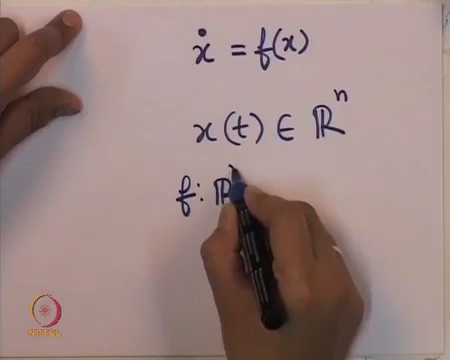 ẋ = f(x)
x(t) ∈ ℝⁿ
f: ℝ
NPTEL